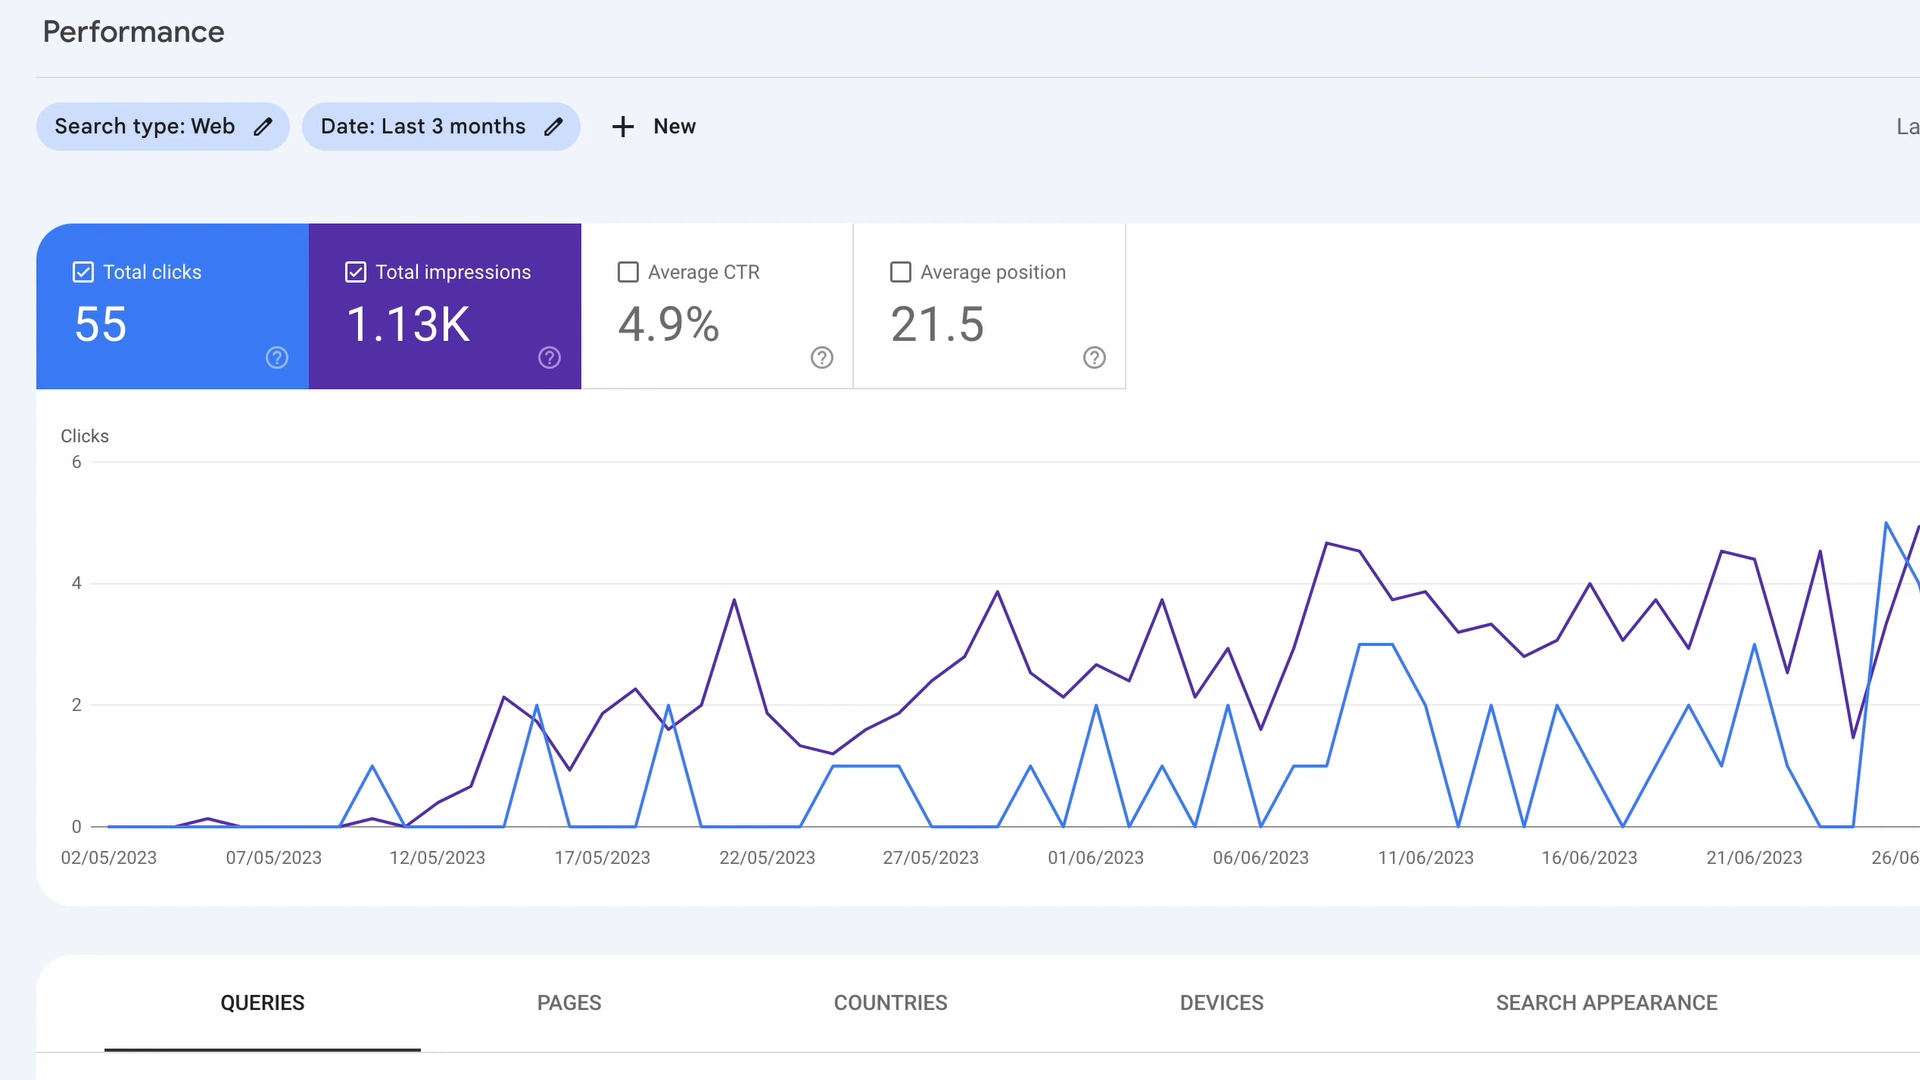 Performance
Search type: Web
Date: Last 3 months
+ New
La
Total clicks
55
Total impressions
1.13K
Average CTR
4.9%
Average position
21.5
Clicks
6
4
2
0
02/05/2023 07/05/2023 12/05/2023 17/05/2023 22/05/2023 27/05/2023 01/06/2023 06/06/2023 11/06/2023 16/06/2023 21/06/2023 26/06
QUERIES PAGES COUNTRIES DEVICES SEARCH APPEARANCE